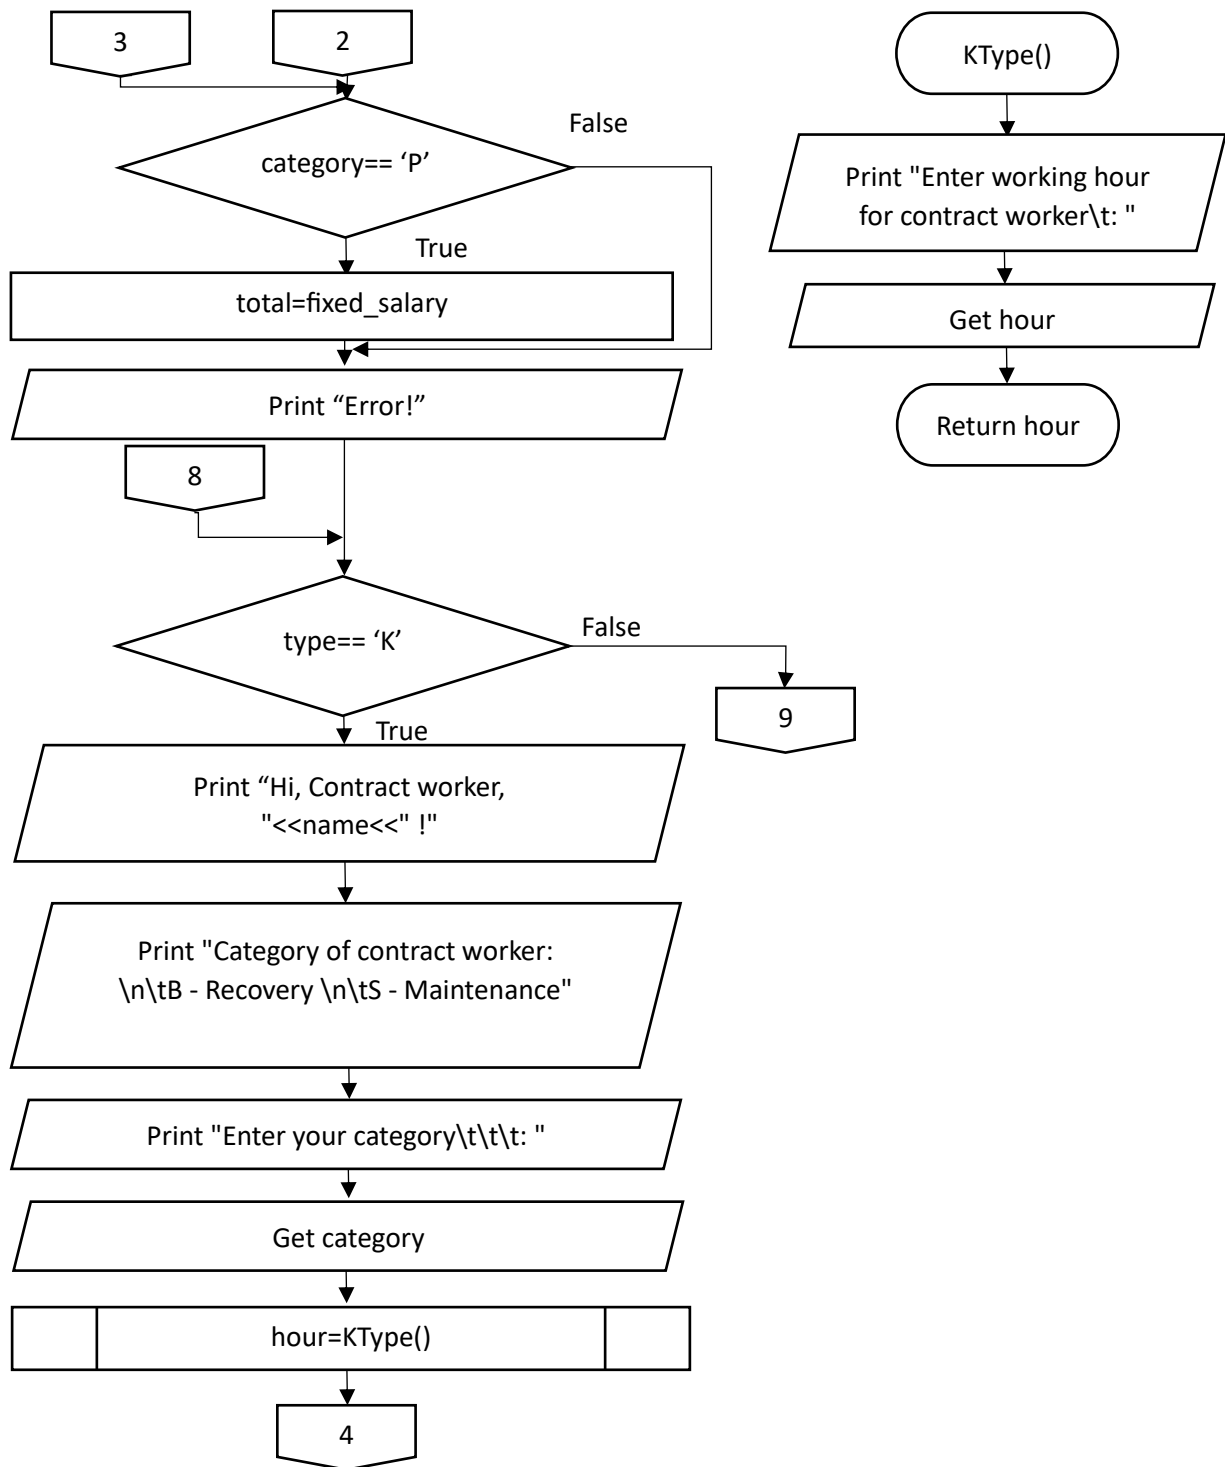 3
2
category== ‘P’
False
True
total=fixed_salary
Print “Error!”
8
type== ‘K’
False
9
True
Print “Hi, Contract worker,
"<<name<<" !"
Print "Category of contract worker:
\n\tB - Recovery \n\tS - Maintenance"
Print "Enter your category\t\t\t: "
Get category
hour=KType()
4
KType()
Print "Enter working hour
for contract worker\t: "
Get hour
Return hour